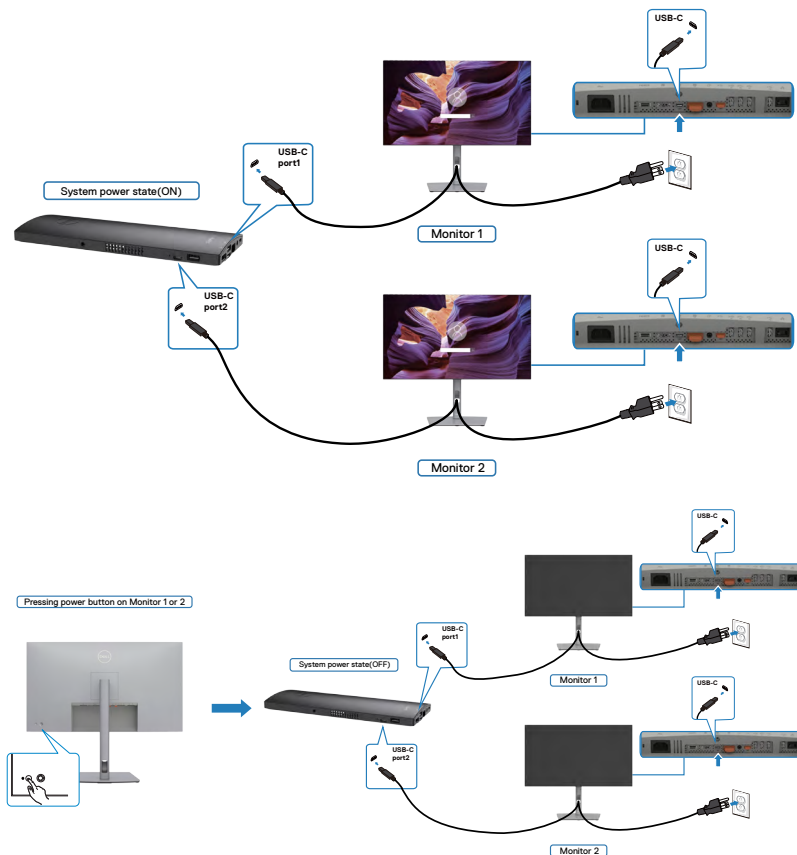 USB-C
USB-C
port1
System power state(ON)
Monitor 1
USB-C
USB-C
port2
Monitor 2
USB-C
Pressing power button on Monitor 1 or 2
USB-C
port1
System power state(OFF)
Monitor 1
USB-C
USB-C
port2
Monitor 2